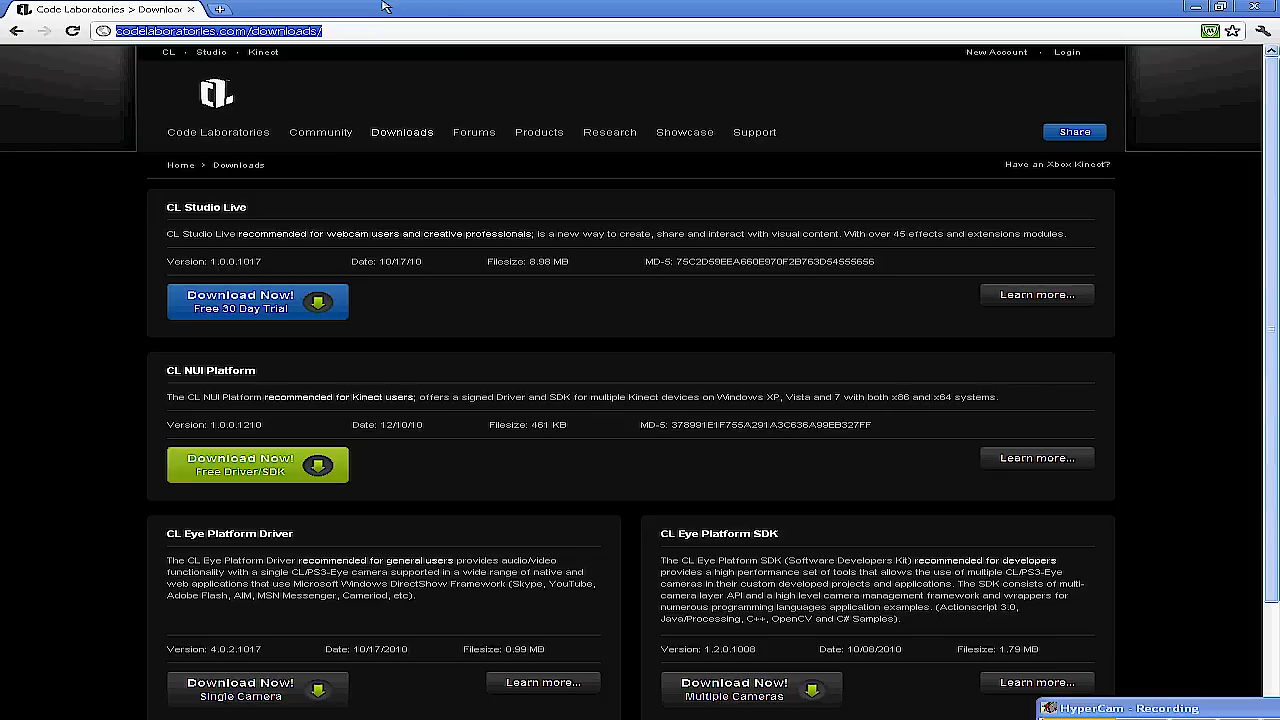 Code Laboratories > Download
codelaboratories.com/downloads/
CL · Studio · Kinect
New Account · Login
CL
Code Laboratories Community Downloads Forums Products Research Showcase Support
Share
Home > Downloads
Have an Xbox Kinect?
CL Studio Live
CL Studio Live recommended for webcam users and creative professionals; is a new way to create, share and interact with visual content. With over 45 effects and extensions modules.
Version: 1.0.0.1017 Date: 10/17/10 Filesize: 8.98 MB MD-5: 75C2D59EEA660E970F2B763D54555656
Download Now!
Free 30 Day Trial
Learn more...
CL NUI Platform
The CL NUI Platform recommended for Kinect users; offers a signed Driver and SDK for multiple Kinect devices on Windows XP, Vista and 7 with both x86 and x64 systems.
Version: 1.0.0.1210 Date: 12/10/10 Filesize: 461 KB MD-5: 378991E1F755A291A3C636A99EB327FF
Download Now!
Free Driver/SDK
Learn more...
CL Eye Platform Driver
The CL Eye Platform Driver recommended for general users provides audio/video
functionality with a single CL/PS3-Eye camera supported in a wide range of native and
web applications that use Microsoft Windows DirectShow Framework (Skype, YouTube,
Adobe Flash, AIM, MSN Messenger, Cameriod, etc).
Version: 4.0.2.1017 Date: 10/17/2010 Filesize: 0.99 MB
Download Now!
Single Camera
Learn more...
CL Eye Platform SDK
The CL Eye Platform SDK (Software Developers Kit) recommended for developers
provides a high performance set of tools that allows the use of multiple CL/PS3-Eye
cameras in their custom developed projects and applications. The SDK consists of multi-
camera layer API and a high level camera management framework and wrappers for
numerous programming languages application examples. (Actionscript 3.0,
Java/Processing, C++, OpenCV and C# Samples).
Version: 1.2.0.1008 Date: 10/08/2010 Filesize: 1.79 MB
Download Now!
Multiple Cameras
Learn more...
HyperCam - Recording